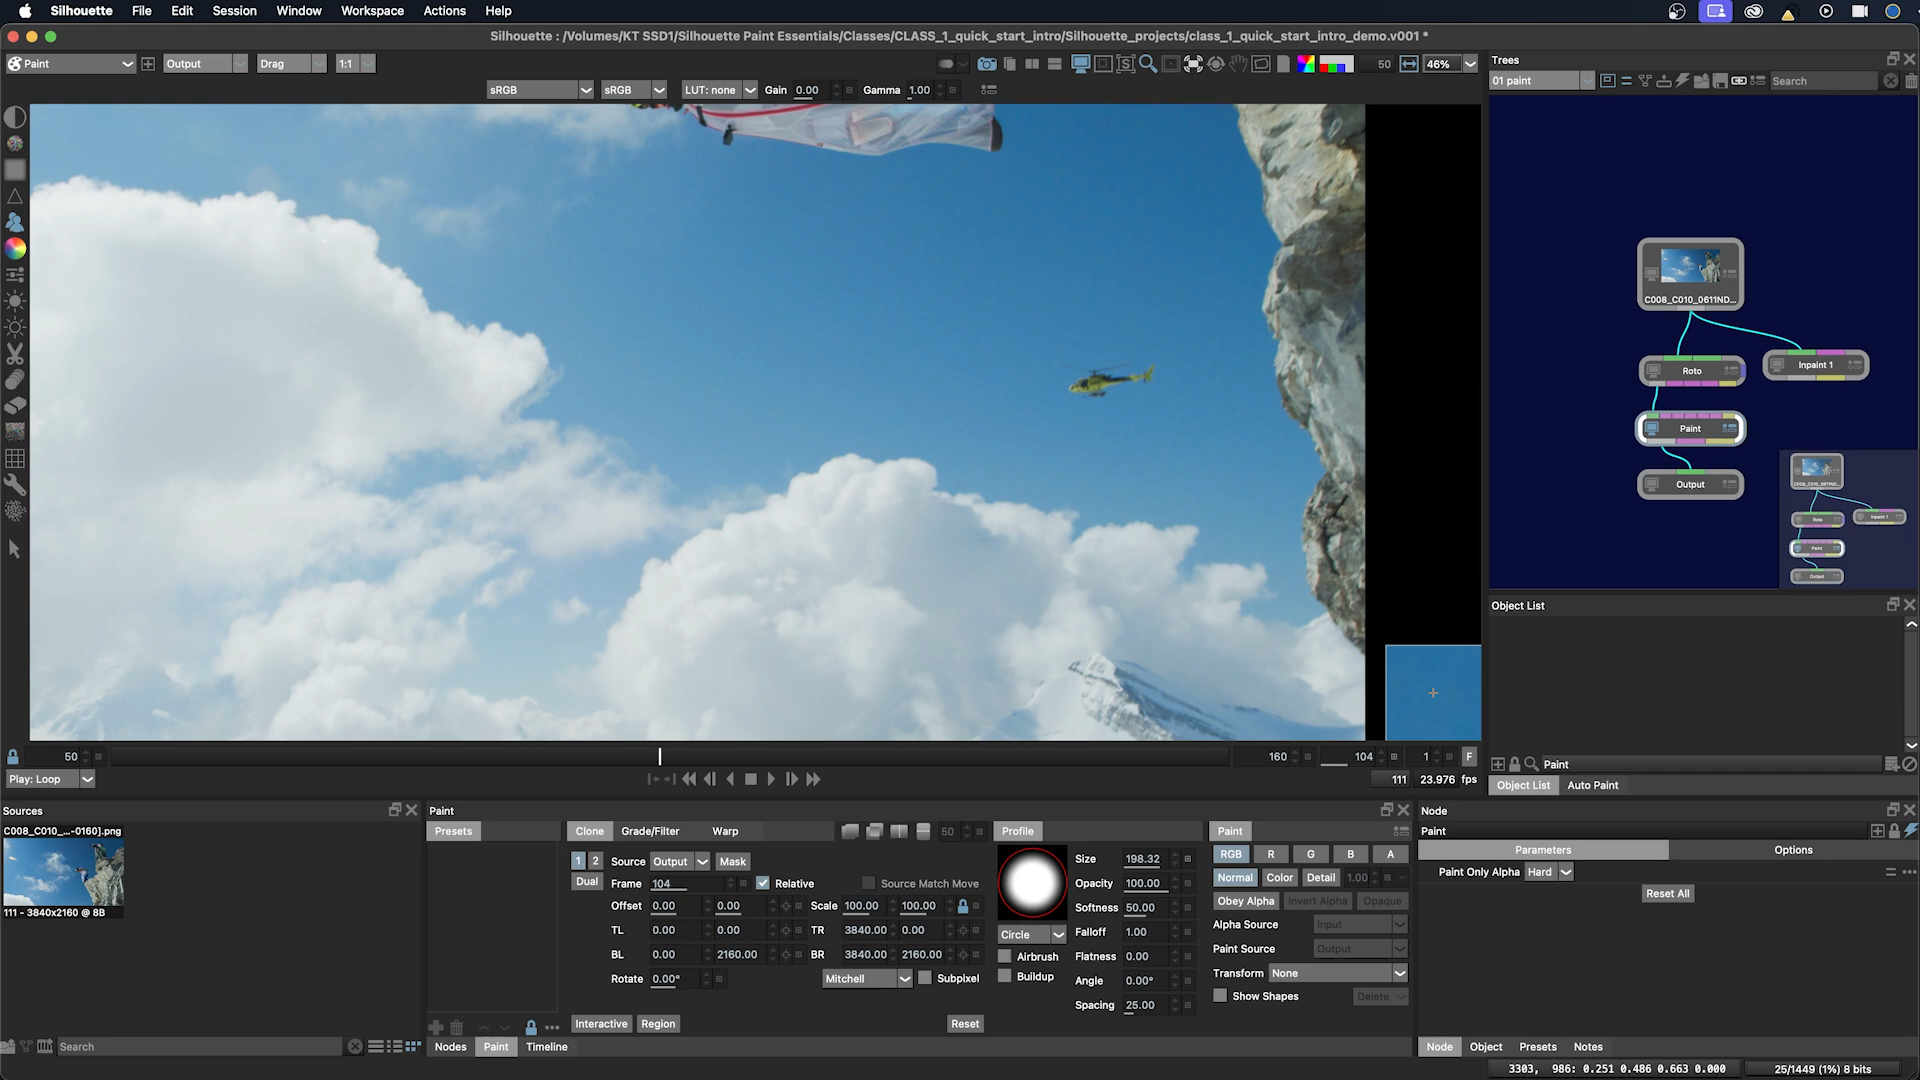 Silhouette File Edit Session Window Workspace Actions Help
Silhouette : /Volumes/KT SSD1/Silhouette Paint Essentials/Classes/CLASS_1_quick_start_intro/Silhouette_projects/class_1_quick_start_intro_demo.v001 *
Paint Output Drag 1:1 50 46%
sRGB sRGB LUT: none Gain 0.00 Gamma 1.00
Trees
01 paint Search
C008_C010_0611ND...
Roto Inpaint 1
Paint
Output
C008_C010_0611ND...
Roto Inpaint 1
Paint
Output
Object List
Paint
Object List Auto Paint
50 160 104 1 F
Play: Loop 111 23.976 fps
Sources
C008_C010_...-0160].png
111 - 3840x2160 @ 8B
Search
Paint
Presets
Clone Grade/Filter Warp 50
1 2 Source Output Mask
Dual Frame 104 Relative Source Match Move
Offset 0.00 0.00 Scale 100.00 100.00
TL 0.00 0.00 TR 3840.00 0.00
BL 0.00 2160.00 BR 3840.00 2160.00
Rotate 0.00° Mitchell Subpixel
Interactive Region Reset
Nodes Paint Timeline
Profile
Circle
Airbrush
Buildup
Size 198.32
Opacity 100.00
Softness 50.00
Falloff 1.00
Flatness 0.00
Angle 0.00°
Spacing 25.00
Paint
RGB R G B A
Normal Color Detail 1.00
Obey Alpha Invert Alpha Opaque
Alpha Source Input
Paint Source Output
Transform None
Show Shapes Delete
Node
Paint
Parameters Options
Paint Only Alpha Hard
Reset All
Node Object Presets Notes
3303, 986: 0.251 0.486 0.663 0.000 25/1449 (1%) 8 bits